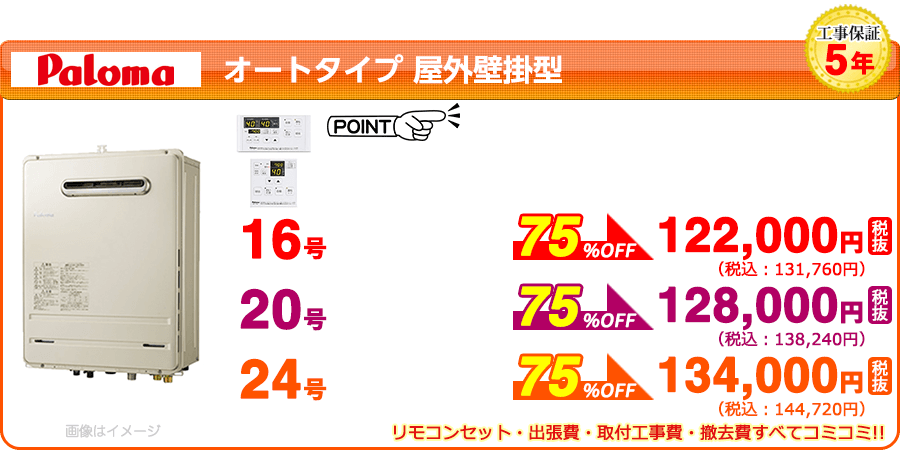 工事保証
5年
Paloma オートタイプ 屋外壁掛型
POINT
16号 75%OFF 122,000円 税抜
(税込：131,760円)
20号 75%OFF 128,000円 税抜
(税込：138,240円)
24号 75%OFF 134,000円 税抜
(税込：144,720円)
画像はイメージ
リモコンセット・出張費・取付工事費・撤去費すべてコミコミ!!